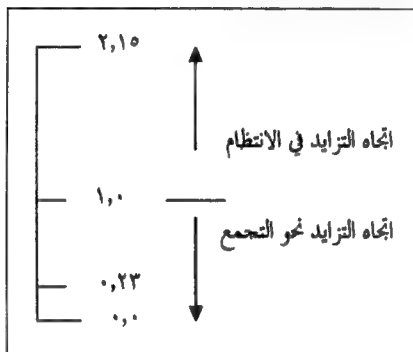 ٢,١٥
اتجاه التزايد في الانتظام
١,٠
اتجاه التزايد نحو التجمع
٠,٢٣
٠,٠